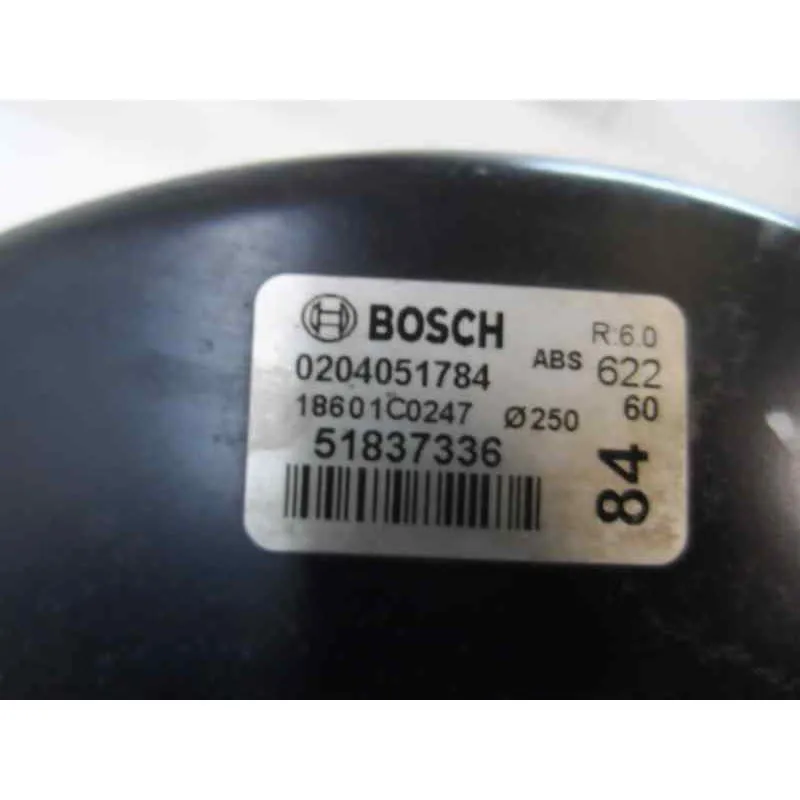 BOSCH R:6.0
0204051784 ABS 622
18601C0247 Ø250 60
51837336
84